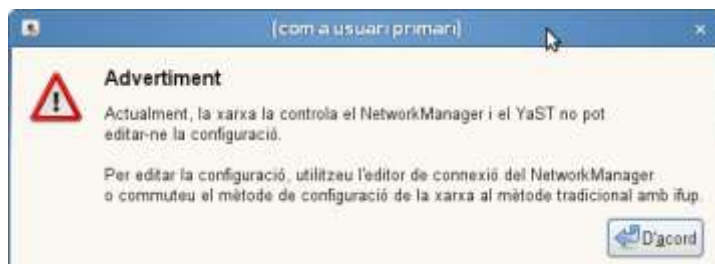 (com a usuari primari)
Advertiment
Actualment, la xarxa la controla el NetworkManager i el YaST no pot
editar-ne la configuració.
Per editar la configuració, utilitzeu l'editor de connexió del NetworkManager
o commuteu el mètode de configuració de la xarxa al mètode tradicional amb ifup.
D'acord